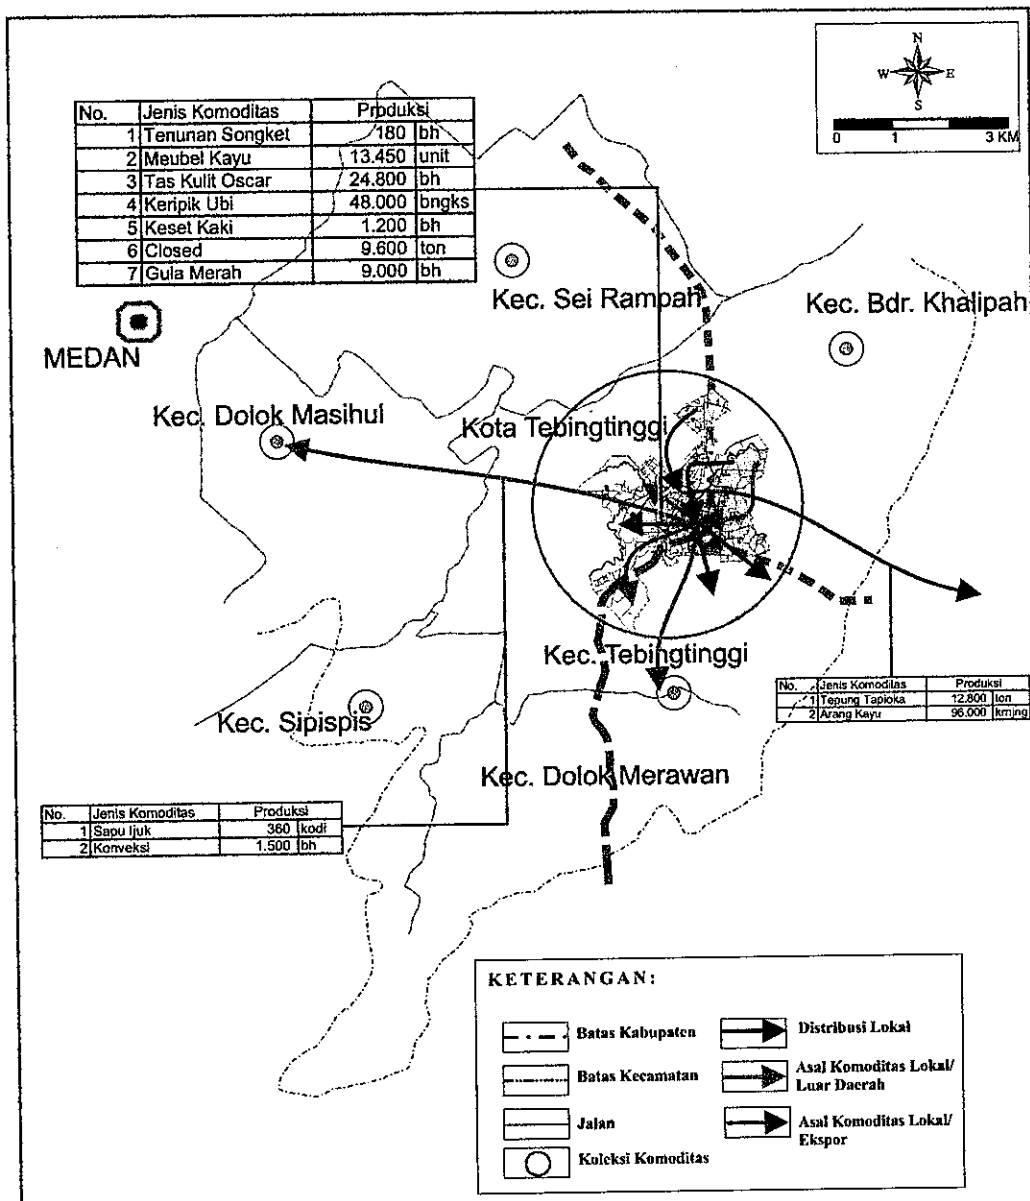 N
W E
S
0 1 3 KM
No. Jenis Komoditas Produksi
1 Tenunan Songket 180 bh
2 Meubel Kayu 13.450 unit
3 Tas Kulit Oscar 24.800 bh
4 Keripik Ubi 48.000 bngks
5 Keset Kaki 1.200 bh
6 Closed 9.600 ton
7 Gula Merah 9.000 bh
Kec. Sei Rampah
Kec. Bdr. Khalipah
MEDAN
Kec. Dolok Masihul
Kota Tebingtinggi
Kec. Tebingtinggi
No. Jenis Komoditas Produksi
1 Tepung Tapioka 12.800 ton
2 Arang Kayu 96.000 krnjng
Kec. Sipispis
Kec. Dolok Merawan
No. Jenis Komoditas Produksi
1 Sapu Ijuk 360 kodi
2 Konveksi 1.500 bh
KETERANGAN:
Batas Kabupaten
Batas Kecamatan
Jalan
Koleksi Komoditas
Distribusi Lokal
Asal Komoditas Lokal/
Luar Daerah
Asal Komoditas Lokal/
Ekspor